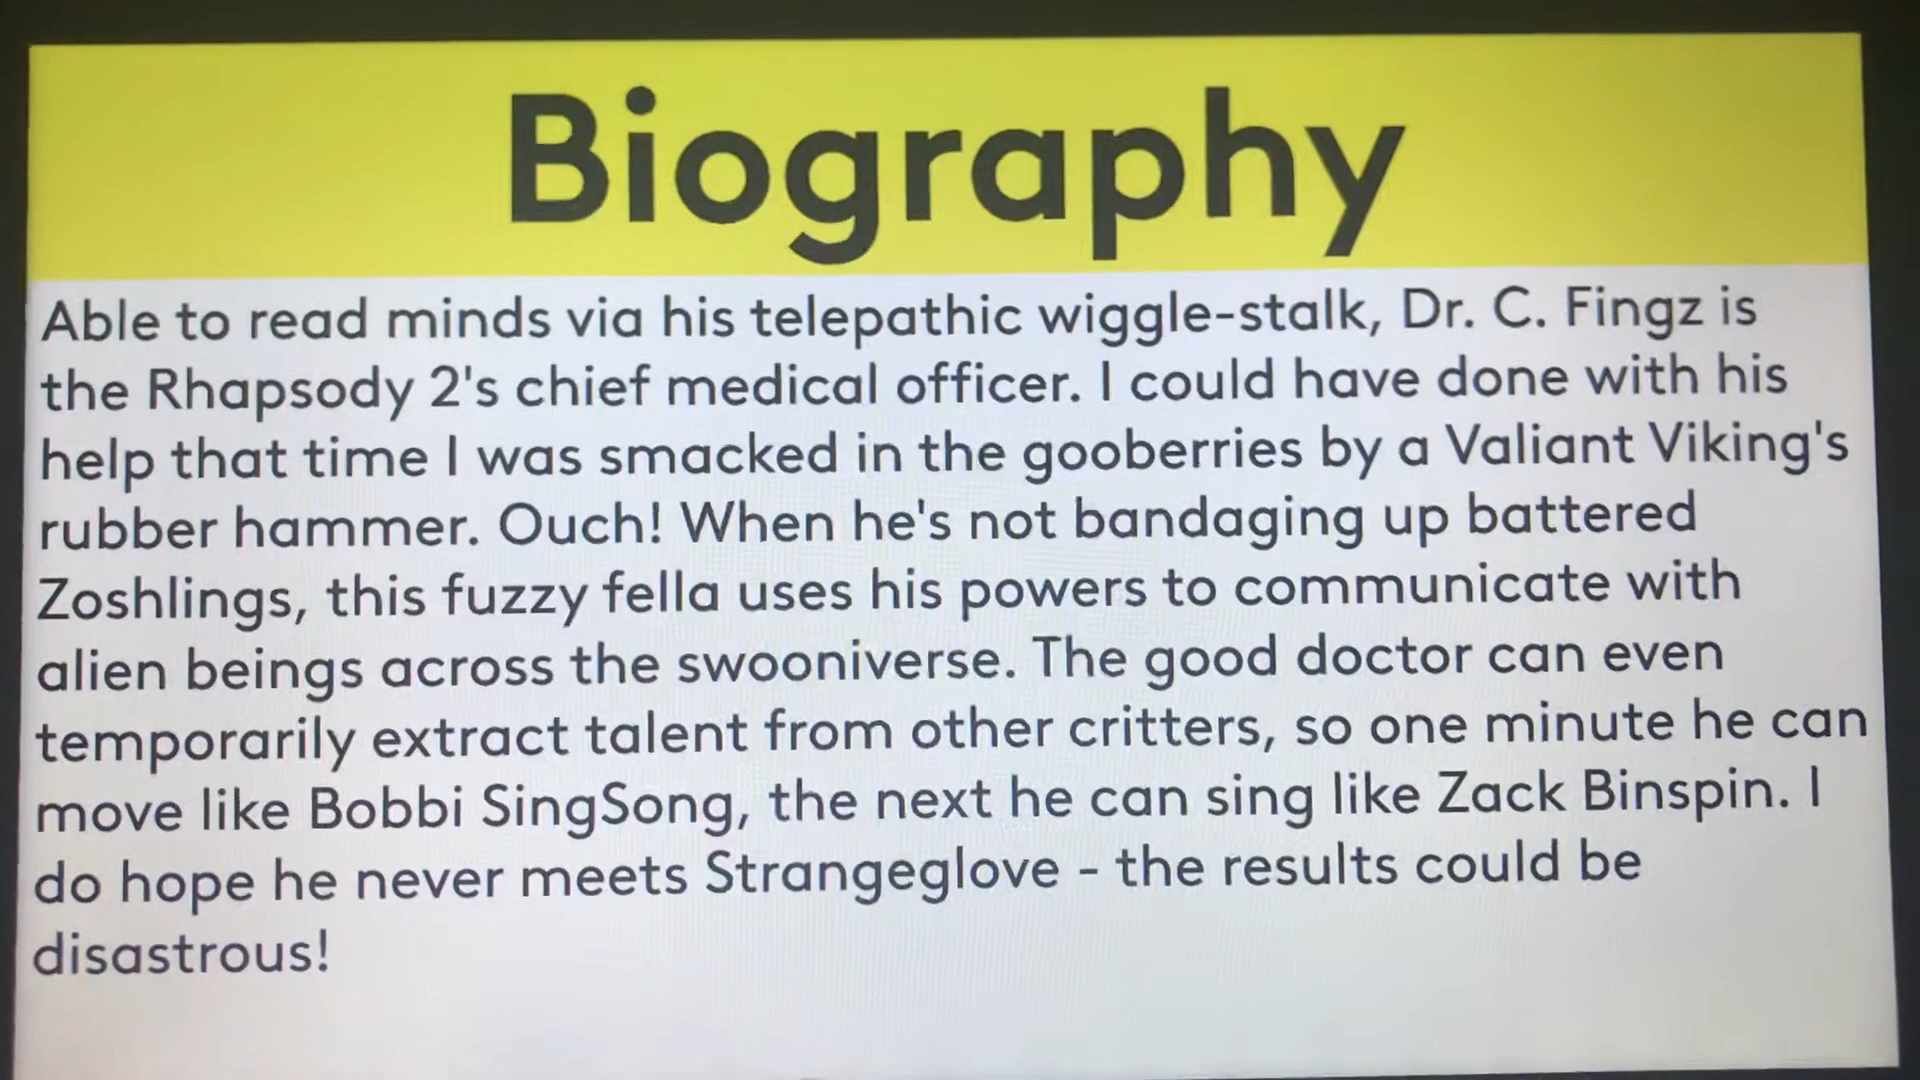 Biography
Able to read minds via his telepathic wiggle-stalk, Dr. C. Fingz is
the Rhapsody 2's chief medical officer. I could have done with his
help that time I was smacked in the gooberries by a Valiant Viking's
rubber hammer. Ouch! When he's not bandaging up battered
Zoshlings, this fuzzy fella uses his powers to communicate with
alien beings across the swooniverse. The good doctor can even
temporarily extract talent from other critters, so one minute he can
move like Bobbi SingSong, the next he can sing like Zack Binspin. I
do hope he never meets Strangeglove - the results could be
disastrous!